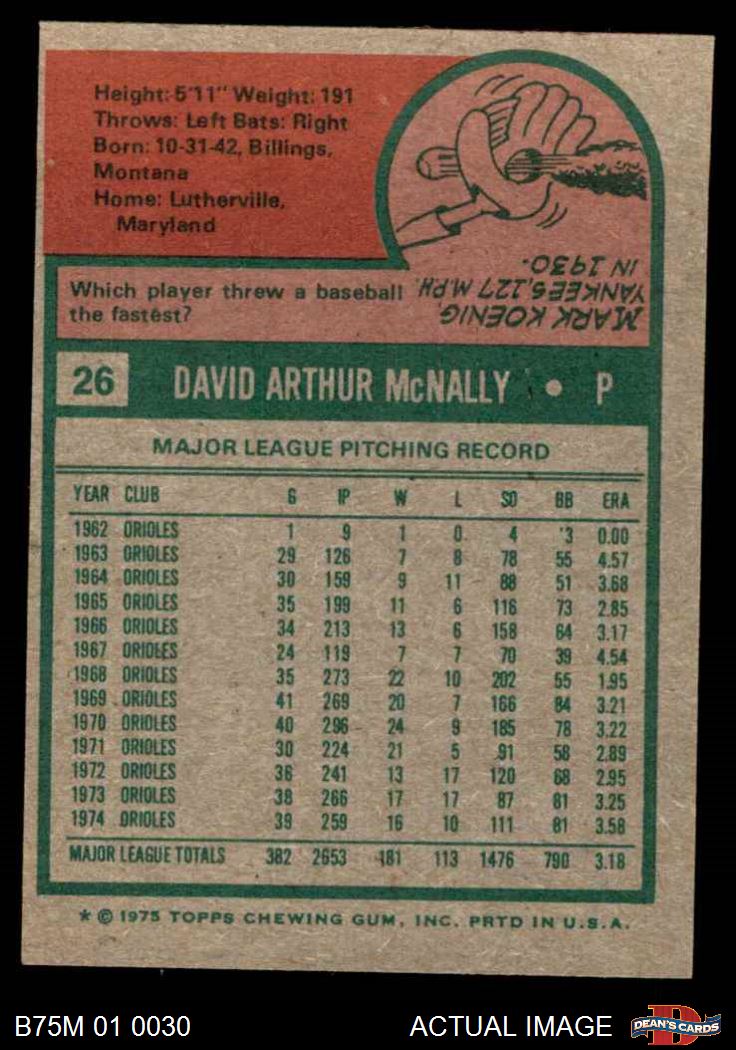 Height: 5'11" Weight: 191
Throws: Left Bats: Right
Born: 10-31-42, Billings,
Montana
Home: Lutherville,
Maryland
Which player threw a baseball
the fastest?
MARK KOENIG,
YANKEES, 127 M.P.H.
IN 1930.
26 DAVID ARTHUR McNALLY • P
MAJOR LEAGUE PITCHING RECORD
YEAR CLUB G IP W L SO BB ERA
1962 ORIOLES 1 9 1 0 4 3 0.00
1963 ORIOLES 29 126 7 8 78 55 4.57
1964 ORIOLES 30 159 9 11 88 51 3.68
1965 ORIOLES 35 199 11 6 116 73 2.85
1966 ORIOLES 34 213 13 6 158 64 3.17
1967 ORIOLES 24 119 7 7 70 39 4.54
1968 ORIOLES 35 273 22 10 202 55 1.95
1969 ORIOLES 41 269 20 7 166 84 3.21
1970 ORIOLES 40 296 24 9 185 78 3.22
1971 ORIOLES 30 224 21 5 91 58 2.89
1972 ORIOLES 36 241 13 17 120 68 2.95
1973 ORIOLES 38 266 17 17 87 81 3.25
1974 ORIOLES 39 259 16 10 111 81 3.58
MAJOR LEAGUE TOTALS 382 2653 181 113 1476 790 3.18
* © 1975 TOPPS CHEWING GUM, INC. PRTD IN U.S.A.
B75M 01 0030 ACTUAL IMAGE
D
DEAN'S CARDS